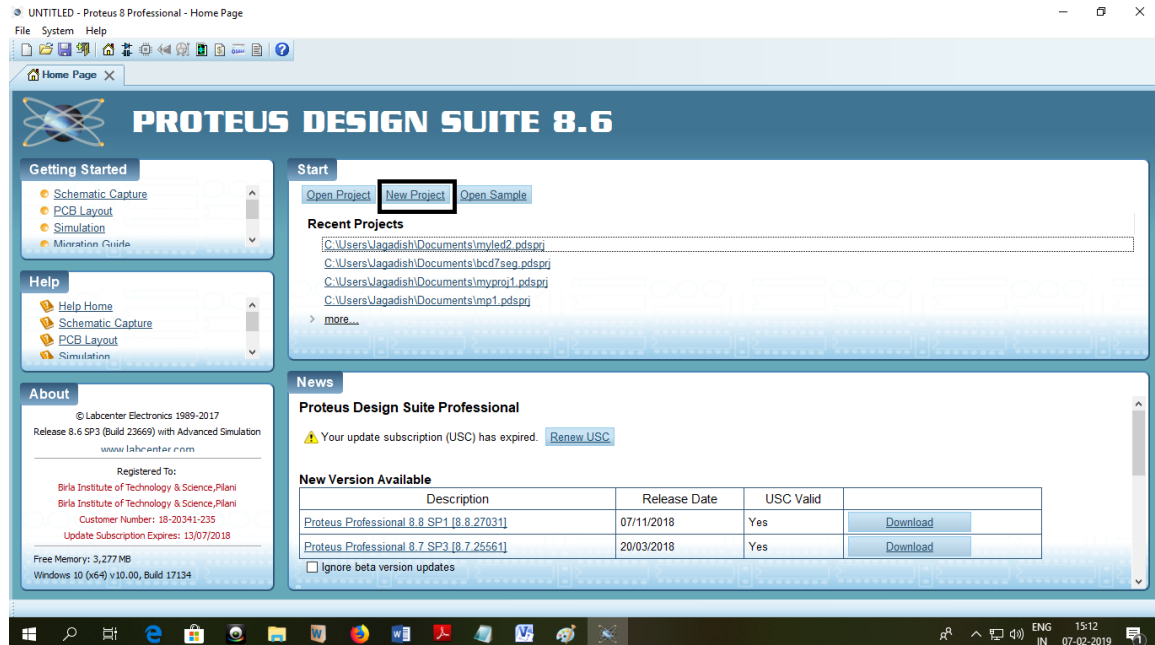 UNTITLED - Proteus 8 Professional - Home Page
File System Help
Home Page
PROTEUS DESIGN SUITE 8.6
Getting Started
Schematic Capture
PCB Layout
Simulation
Migration Guide
Help
Help Home
Schematic Capture
PCB Layout
Simulation
About
© Labcenter Electronics 1989-2017
Release 8.6 SP3 (Build 23669) with Advanced Simulation
www.labcenter.com
Registered To:
Birla Institute of Technology & Science,Pilani
Birla Institute of Technology & Science,Pilani
Customer Number: 18-20341-235
Update Subscription Expires: 13/07/2018
Free Memory: 3,277 MB
Windows 10 (x64) v10.00, Build 17134
Start
Open Project New Project Open Sample
Recent Projects
C:\Users\Jagadish\Documents\myled2.pdsprj
C:\Users\Jagadish\Documents\bcd7seg.pdsprj
C:\Users\Jagadish\Documents\myproj1.pdsprj
C:\Users\Jagadish\Documents\mp1.pdsprj
more...
News
Proteus Design Suite Professional
Your update subscription (USC) has expired. Renew USC
New Version Available
Description Release Date USC Valid
Proteus Professional 8.8 SP1 [8.8.27031] 07/11/2018 Yes Download
Proteus Professional 8.7 SP3 [8.7.25561] 20/03/2018 Yes Download
Ignore beta version updates
ENG 15:12
IN 07-02-2019